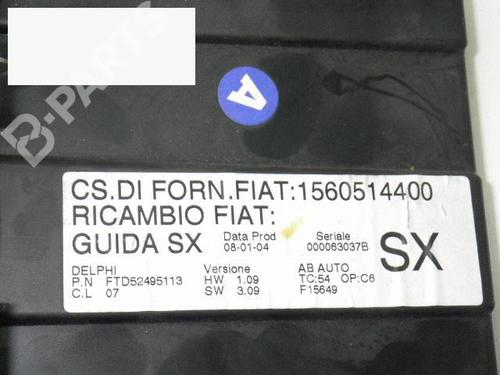 B-PARTS
A
CS.DI FORN.FIAT:1560514400
RICAMBIO FIAT:
GUIDA SX Data Prod 08-01-04 Seriale 000063037B SX
DELPHI Versione AB AUTO
P.N FTD52495113 HW 1.09 TC:54 OP:C6
C.L 07 SW 3.09 F15649